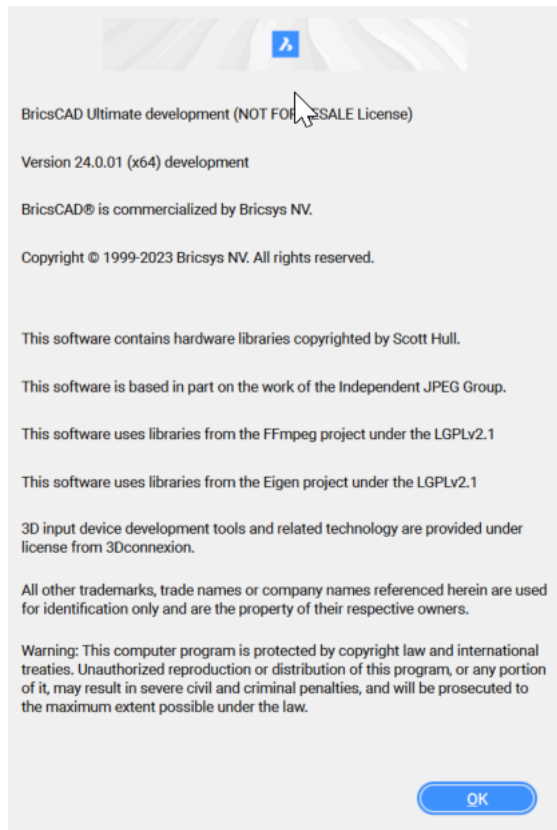 BricsCAD Ultimate development (NOT FOR RESALE License)
Version 24.0.01 (x64) development
BricsCAD® is commercialized by Bricsys NV.
Copyright © 1999-2023 Bricsys NV. All rights reserved.
This software contains hardware libraries copyrighted by Scott Hull.
This software is based in part on the work of the Independent JPEG Group.
This software uses libraries from the FFmpeg project under the LGPLv2.1
This software uses libraries from the Eigen project under the LGPLv2.1
3D input device development tools and related technology are provided under
license from 3Dconnexion.
All other trademarks, trade names or company names referenced herein are used
for identification only and are the property of their respective owners.
Warning: This computer program is protected by copyright law and international
treaties. Unauthorized reproduction or distribution of this program, or any portion
of it, may result in severe civil and criminal penalties, and will be prosecuted to
the maximum extent possible under the law.
OK